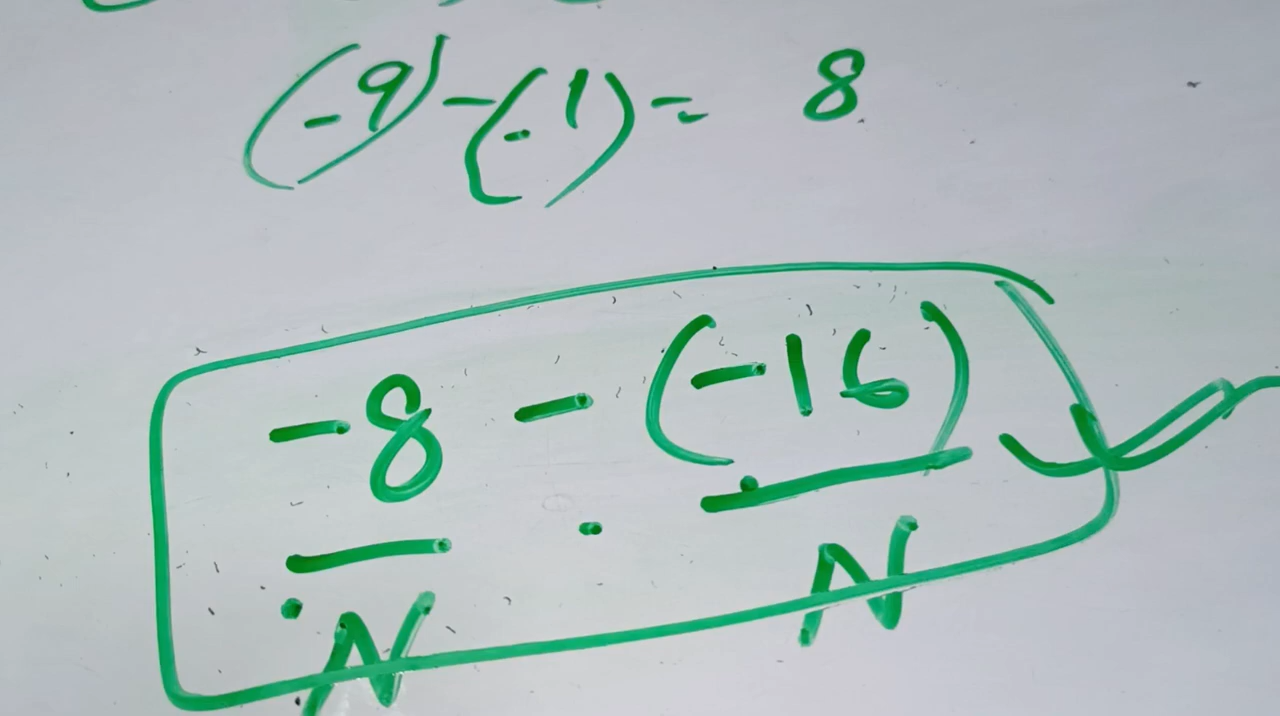 (-9)-(-1)= 8
-8 - (-16)
N N